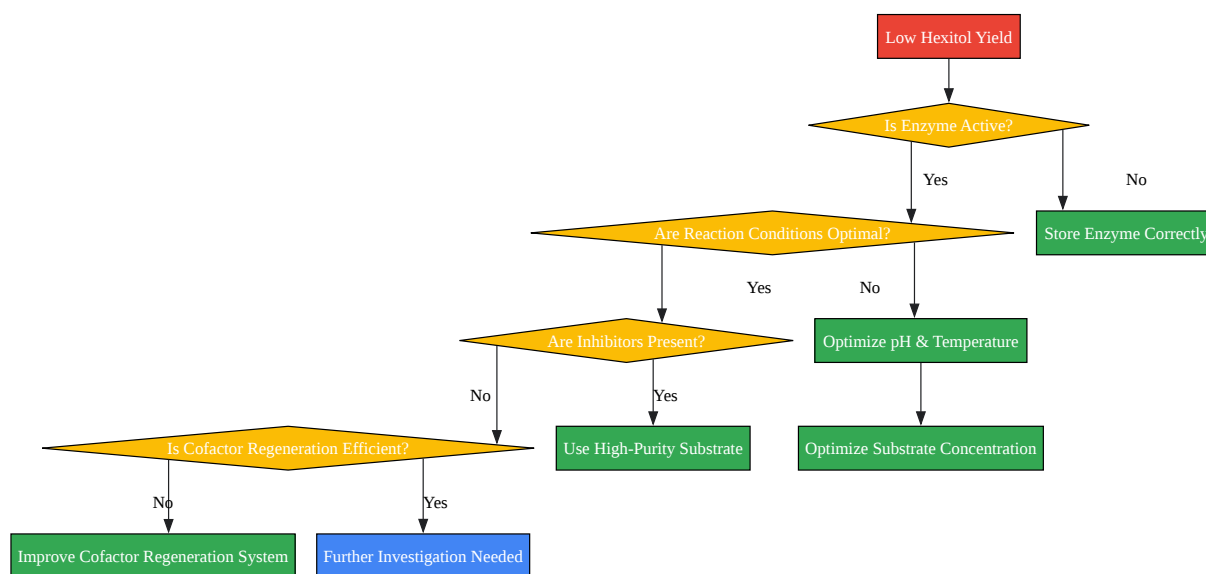 Low Hexitol Yield
Is Enzyme Active?
Yes
No
Are Reaction Conditions Optimal?
Store Enzyme Correctly
Yes
No
Are Inhibitors Present?
Optimize pH & Temperature
No
Yes
Is Cofactor Regeneration Efficient?
Use High-Purity Substrate
Optimize Substrate Concentration
No
Yes
Improve Cofactor Regeneration System
Further Investigation Needed